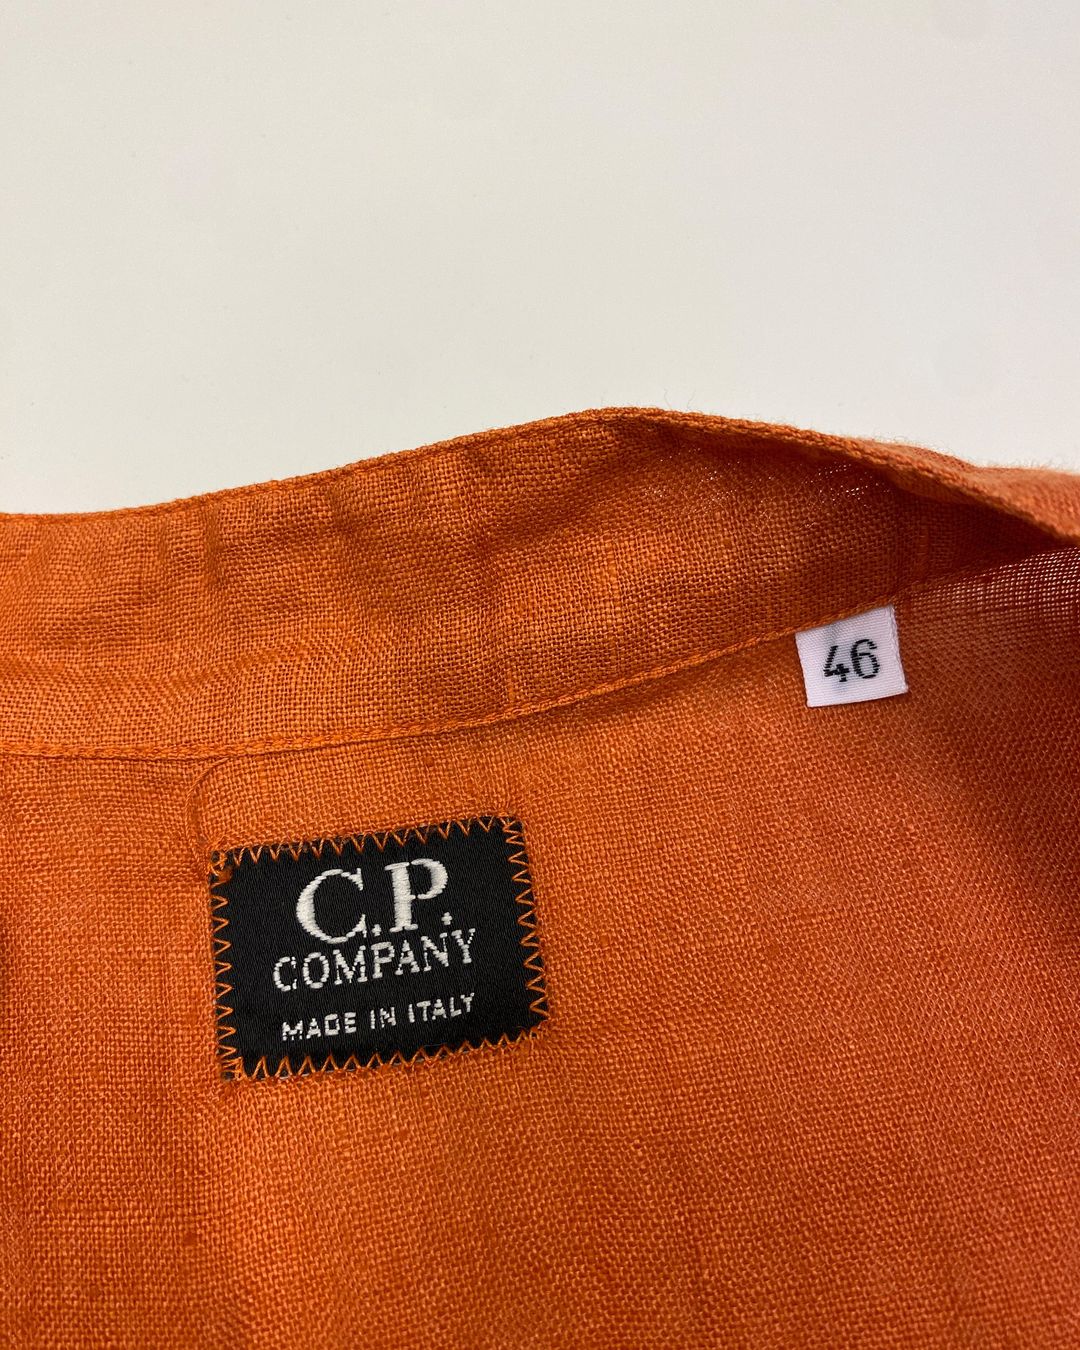 46
C.P.
COMPANY
MADE IN ITALY